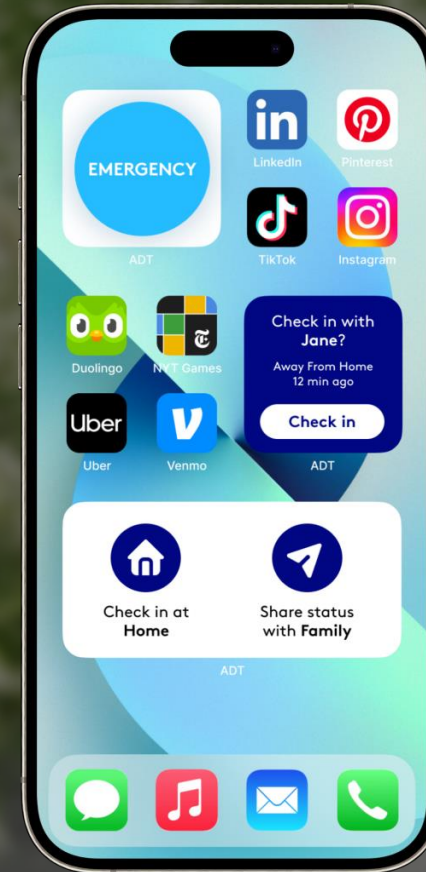 EMERGENCY
ADT
in
LinkedIn
Pinterest
TikTok
Instagram
Duolingo
NYT Games
Check in with
Jane?
Away From Home
12 min ago
Check in
ADT
Uber
Uber
Venmo
Check in at
Home
Share status
with Family
ADT